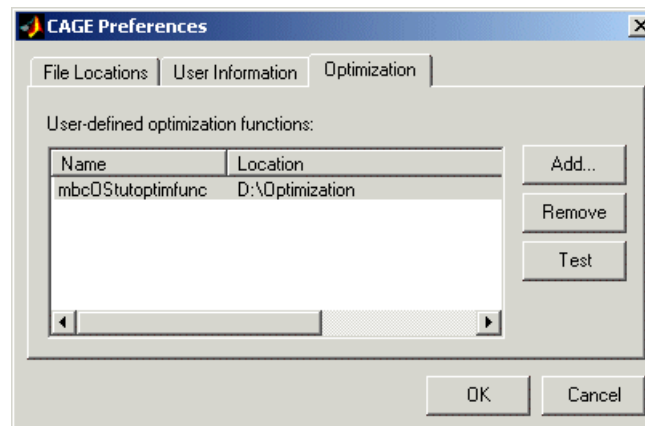 CAGE Preferences
File Locations User Information Optimization
User-defined optimization functions:
Name Location
mbcOStutoptimfunc D:\Optimization
Add...
Remove
Test
OK Cancel